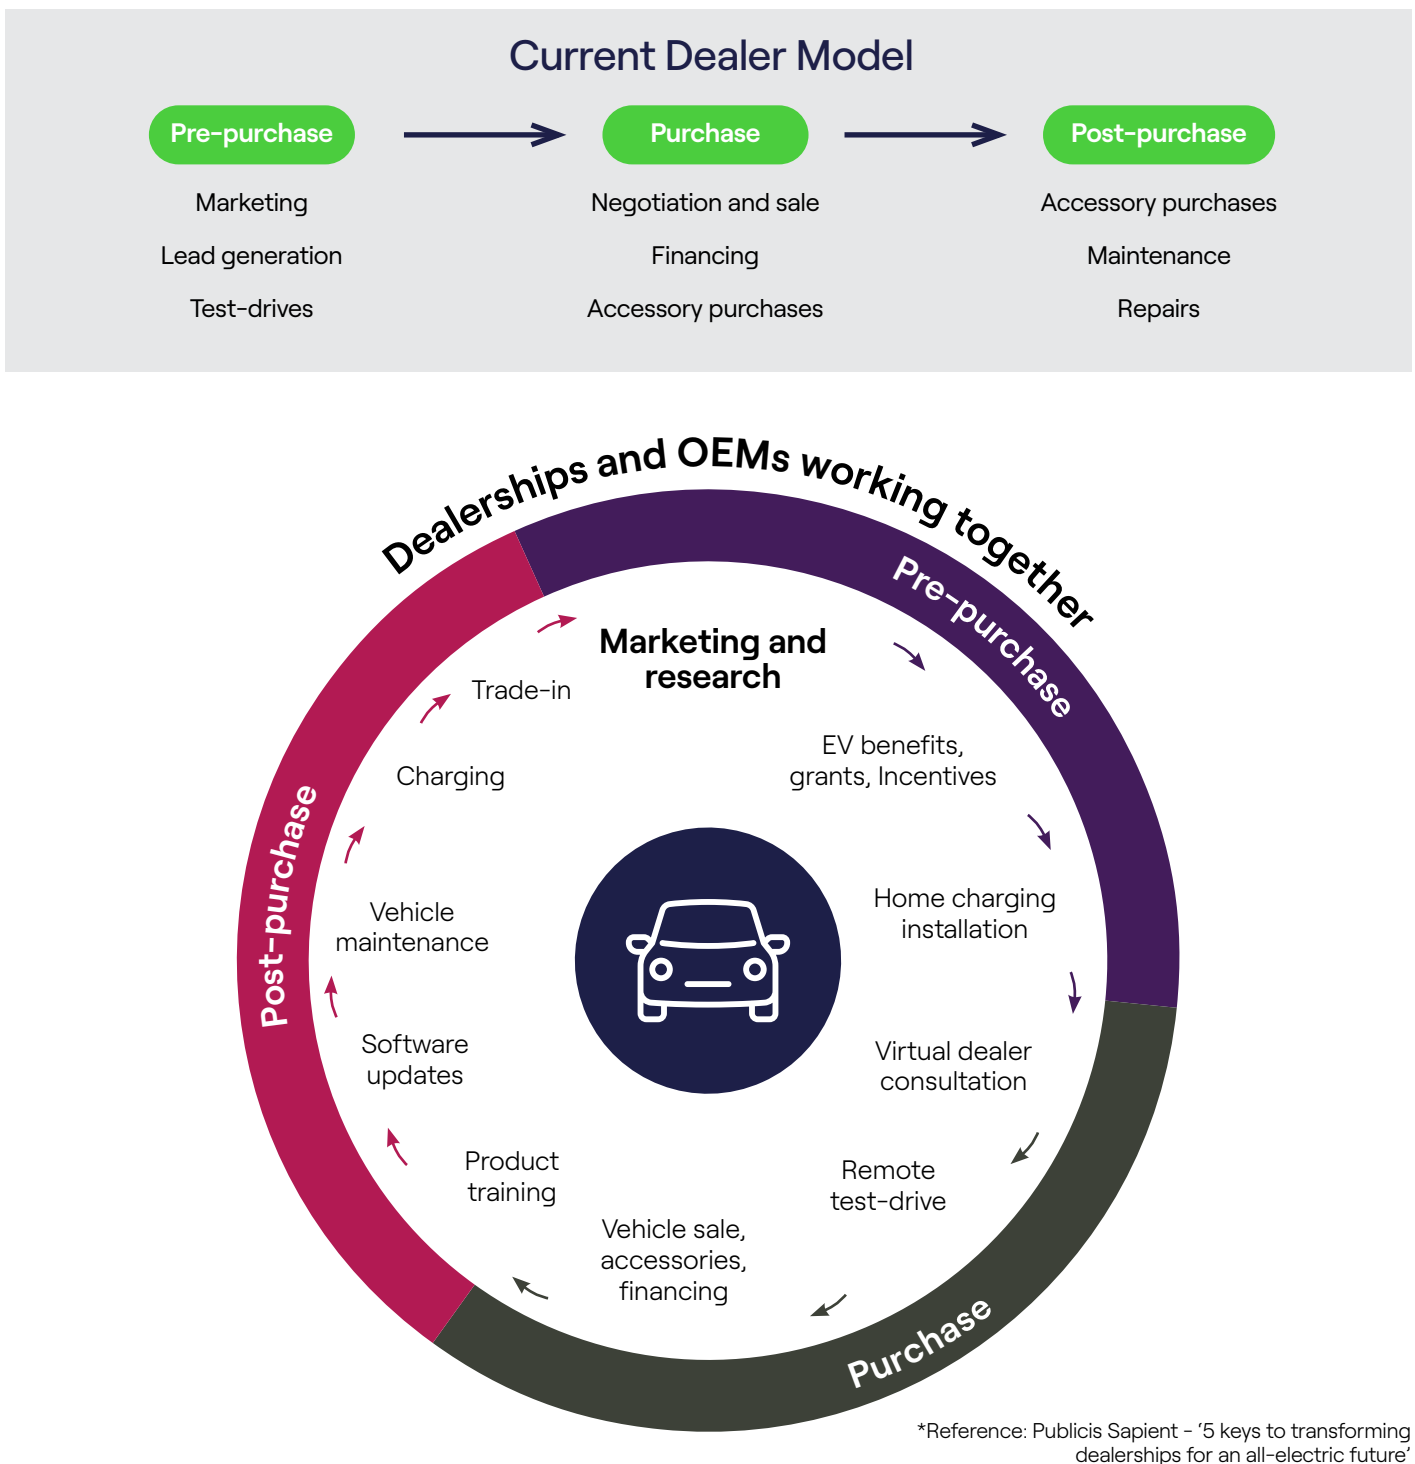 Current Dealer Model
Pre-purchase
Purchase
Post-purchase
Marketing
Negotiation and sale
Accessory purchases
Lead generation
Financing
Maintenance
Test-drives
Accessory purchases
Repairs
Dealerships and OEMs working together
Pre-purchase
Marketing and
research
EV benefits,
grants, Incentives
Home charging
installation
Virtual dealer
consultation
Remote
test-drive
Purchase
Vehicle sale,
accessories,
financing
Product
training
Post-purchase
Software
updates
Vehicle
maintenance
Charging
Trade-in
*Reference: Publicis Sapient - ‘5 keys to transforming
dealerships for an all-electric future’